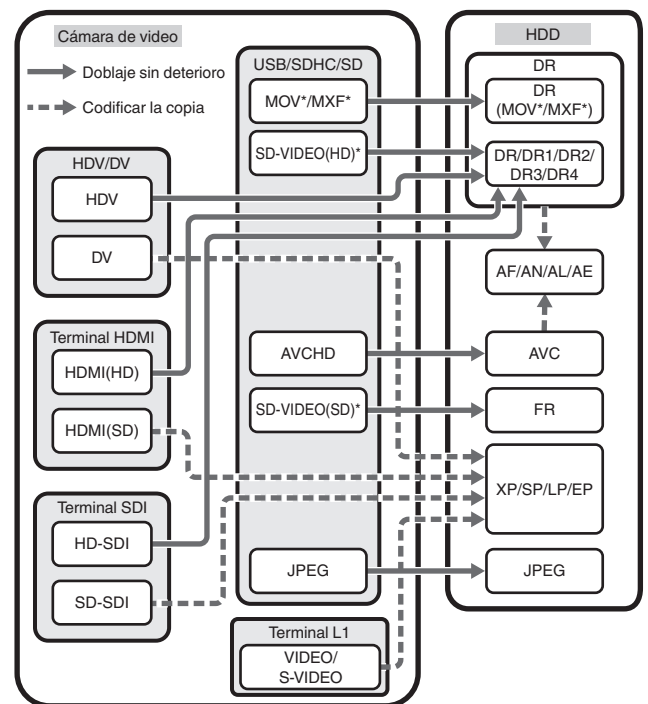 Cámara de video
Doblaje sin deterioro
Codificar la copia
HDV/DV
HDV
DV
Terminal HDMI
HDMI(HD)
HDMI(SD)
Terminal SDI
HD-SDI
SD-SDI
USB/SDHC/SD
MOV*/MXF*
SD-VIDEO(HD)*
AVCHD
SD-VIDEO(SD)*
JPEG
Terminal L1
VIDEO/
S-VIDEO
HDD
DR
DR
(MOV*/MXF*)
DR/DR1/DR2/
DR3/DR4
AF/AN/AL/AE
AVC
FR
XP/SP/LP/EP
JPEG